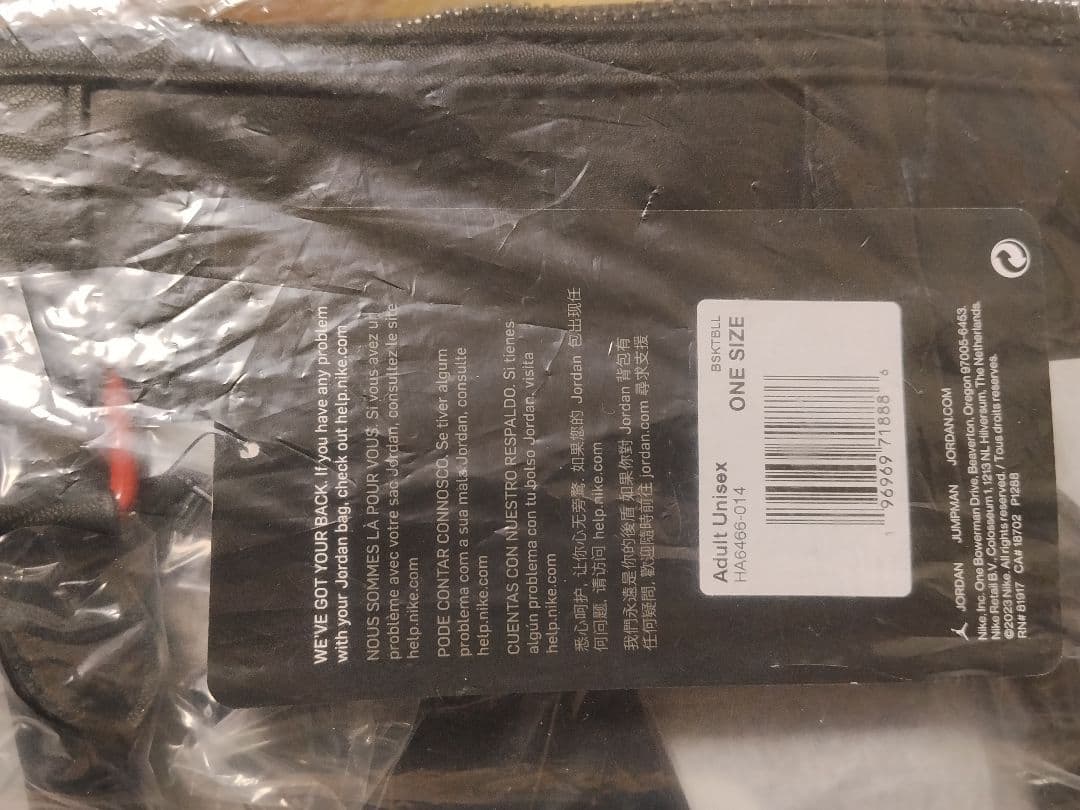 WE'VE GOT YOUR BACK. If you have any problem
with your Jordan bag, check out help.nike.com
NOUS SOMMES LÀ POUR VOUS. Si vous avez un
problème avec votre sac Jordan, consultez le site
help.nike.com
PODE CONTAR CONNOSCO. Se tiver algum
problema com a sua mala Jordan, consulte
help.nike.com
CUENTAS CON NUESTRO RESPALDO. Si tienes
algún problema con tu bolso Jordan, visita
help.nike.com
悉心呵护, 让你心无旁骛. 如果您的 Jordan 包出现任
何问题, 请访问 help.nike.com
我們永遠是你的後盾 如果你對 Jordan 背包有
任何疑問, 歡迎隨時前往 jordan.com 尋求支援
Adult Unisex BSKTBLL
HA6466-014 ONE SIZE
1 96969 71888 6
JORDAN JUMPMAN JORDAN.COM
Nike, Inc. One Bowerman Drive, Beaverton, Oregon 97005-6453.
Nike Retail B.V. Colosseum 1, 1213 NL Hilversum, The Netherlands.
©2023 Nike. All rights reserved. / Tous droits réservés.
RN# 81917 CA# 18702 P1288